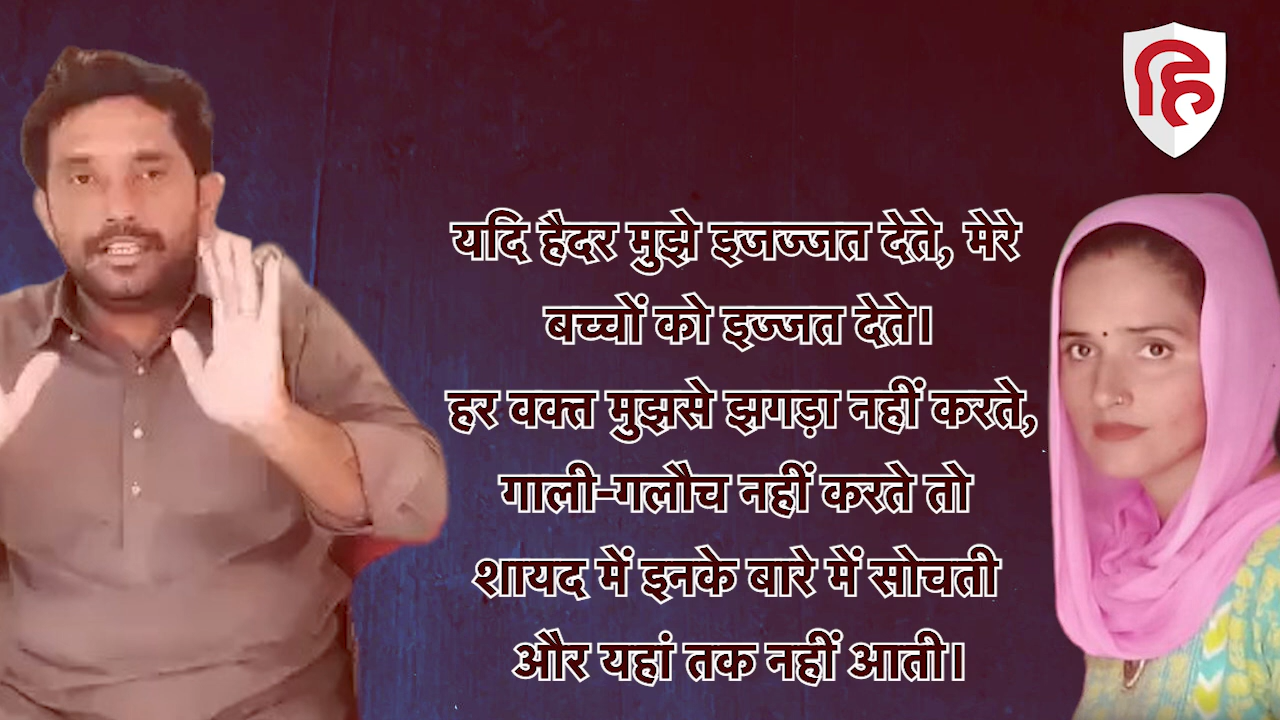 हि
यदि हैदर मुझे इजज्जत देते, मेरे
बच्चों को इज्जत देते।
हर वक्त मुझसे झगड़ा नहीं करते,
गाली-गलौच नहीं करते तो
शायद में इनके बारे में सोचती
और यहां तक नहीं आती।